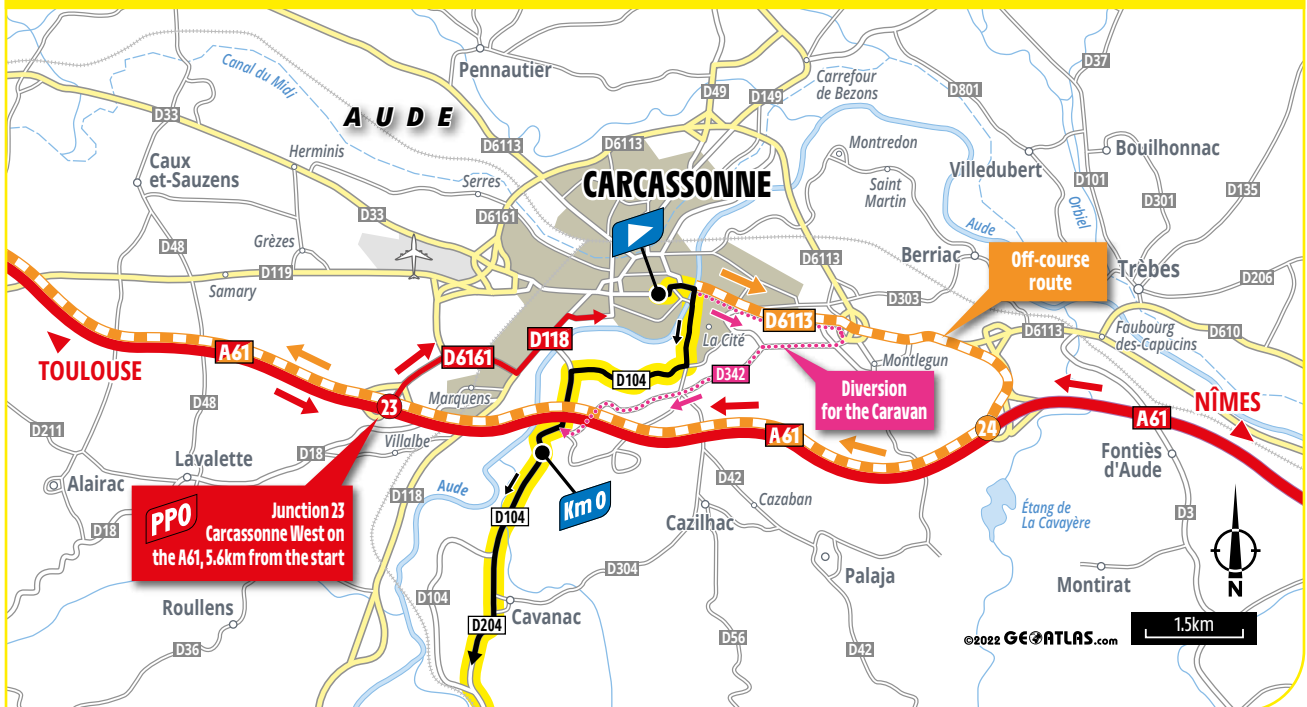 Canal du Midi
Pennautier
AUDE
D33
D6113
D6113
D49
D149
Carrefour
de Bezons
D801
D37
Montredon
Villedubert
Bouilhonnac
Herminis
Caux
et-Sauzens
Serres
D6161
CARCASSONNE
Saint
Martin
D101
D135
D301
Orbiel
Aude
D33
D48
Grèzes
D119
Samary
D6113
Berriac
Off-course
route
Trèbes
D206
D303
D6113
La Cité
D6113
Faubourg
des-Capucins
D610
Montlegun
TOULOUSE
A61
D6161
D118
D104
D342
Diversion
for the Caravan
NÎMES
A61
Marquens
23
D48
D211
Villalbe
D18
Lavalette
Alairac
D18
D118
Aude
A61
24
Fontiès
d'Aude
PPO
Junction 23
Carcassonne West on
the A61, 5.6km from the start
Km 0
D104
D42
Cazaban
Cazilhac
Étang de
La Cavayère
D3
D304
Palaja
Montirat
N
Roullens
D36
D104
Cavanac
D204
D56
D42
©2022 GEOATLAS.com
1.5km